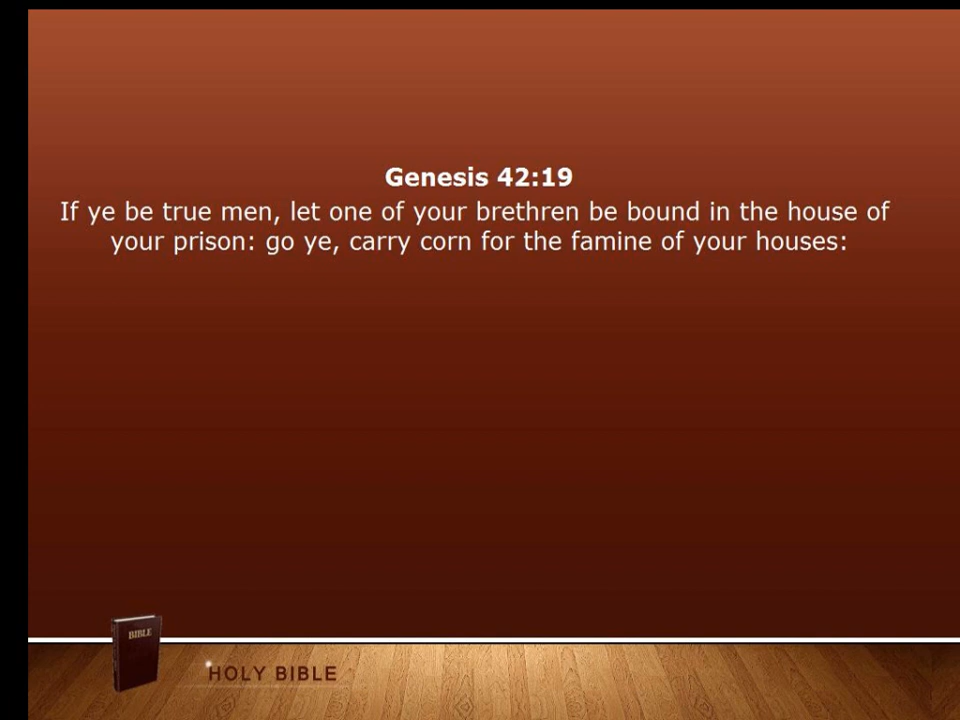 Genesis 42:19
If ye be true men, let one of your brethren be bound in the house of
your prison: go ye, carry corn for the famine of your houses:
BIBLE
HOLY BIBLE